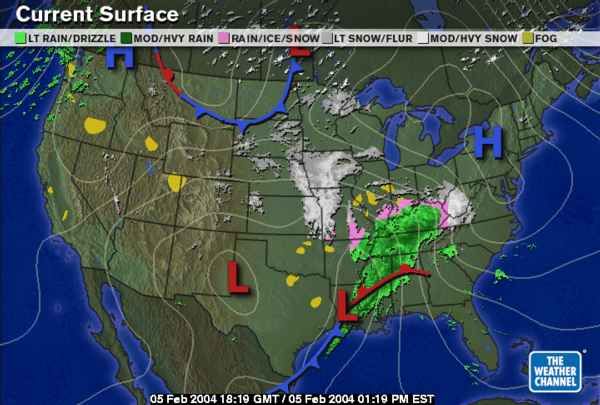 Current Surface
LT RAIN/DRIZZLE MOD/HVY RAIN RAIN/ICE/SNOW LT SNOW/FLUR MOD/HVY SNOW FOG
H
L
H
L
L
THE
WEATHER
CHANNEL
05 Feb 2004 18:19 GMT / 05 Feb 2004 01:19 PM EST